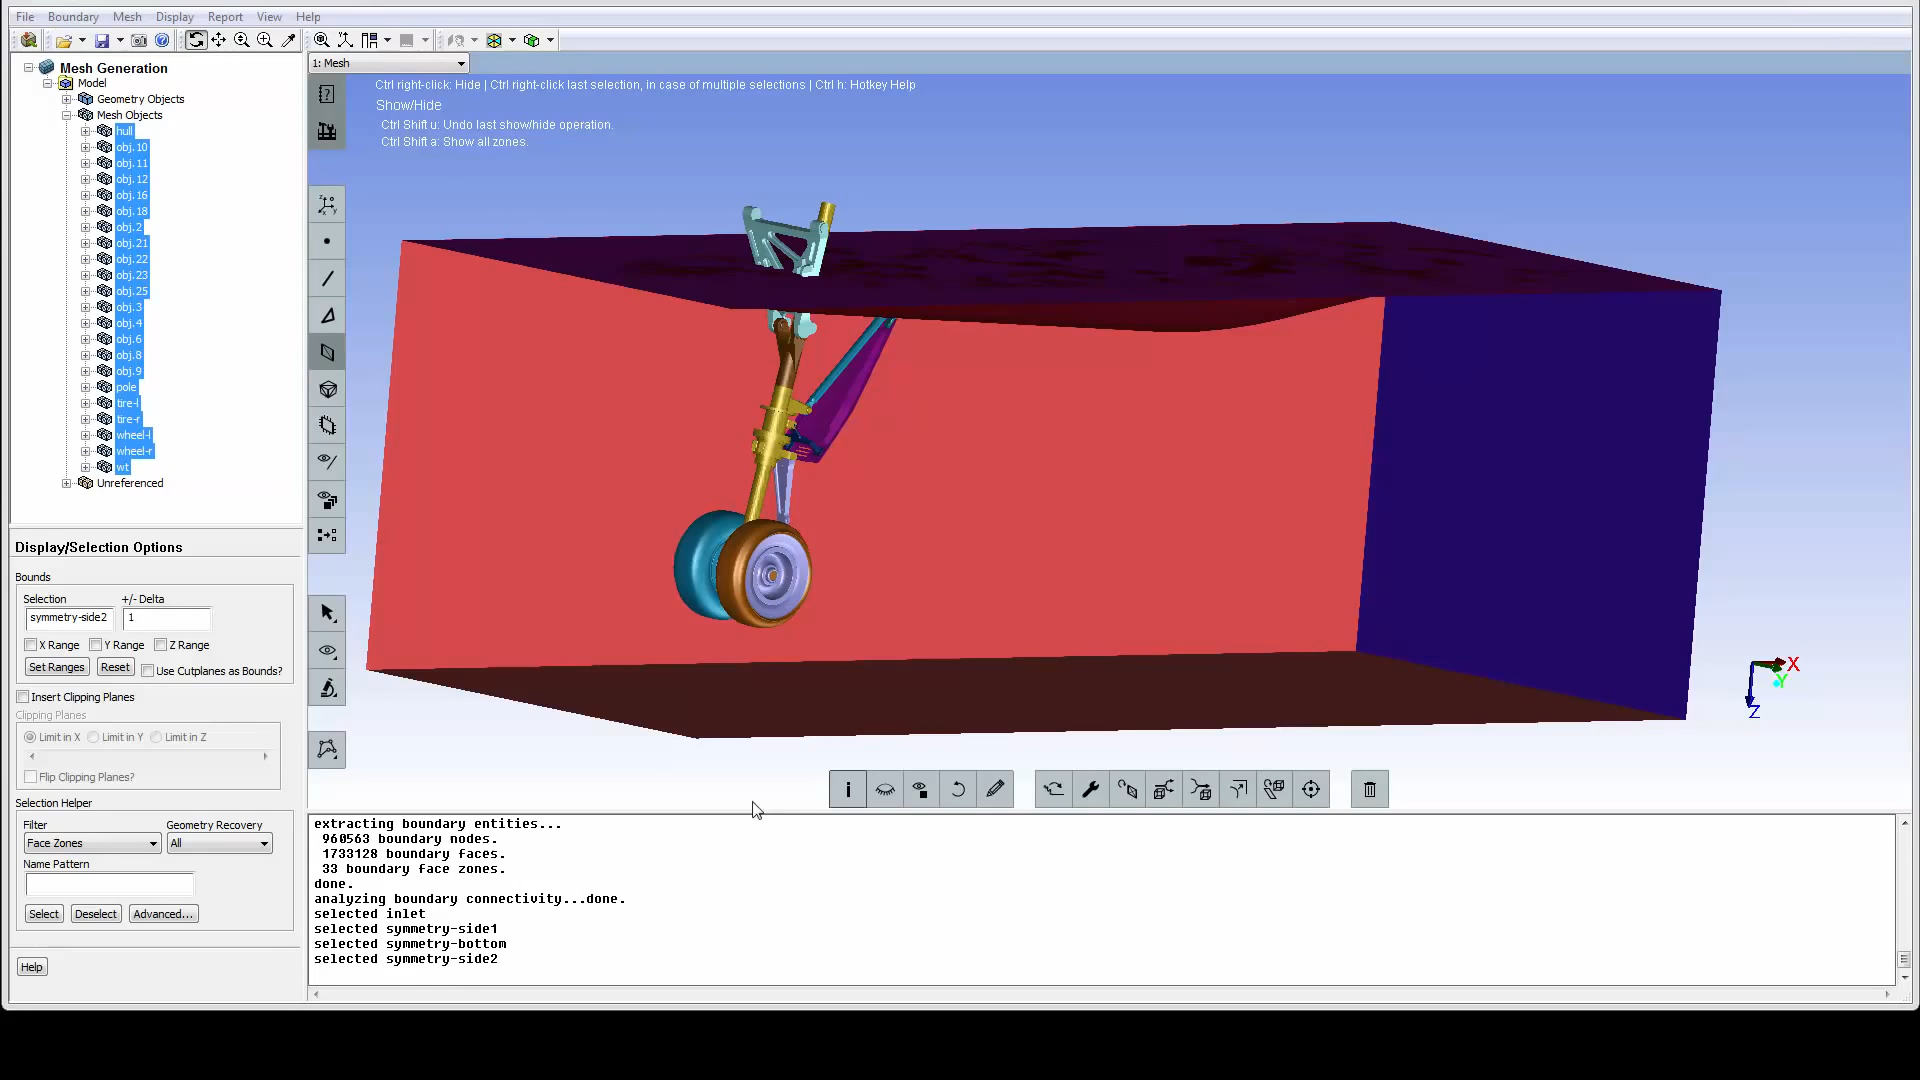 File Boundary Mesh Display Report View Help
1: Mesh
Mesh Generation
Model
Geometry Objects
Mesh Objects
hull
obj.10
obj.11
obj.12
obj.16
obj.18
obj.2
obj.21
obj.22
obj.23
obj.25
obj.3
obj.4
obj.6
obj.8
obj.9
pole
tire-l
tire-r
wheel-l
wheel-r
wt
Unreferenced
Ctrl right-click: Hide | Ctrl right-click last selection, in case of multiple selections | Ctrl h: Hotkey Help
Show/Hide
Ctrl Shift u: Undo last show/hide operation.
Ctrl Shift a: Show all zones.
X
Y
Z
Display/Selection Options
Bounds
Selection +/- Delta
symmetry-side2 1
X Range Y Range Z Range
Set Ranges Reset Use Cutplanes as Bounds?
Insert Clipping Planes
Clipping Planes
Limit in X Limit in Y Limit in Z
Flip Clipping Planes?
Selection Helper
Filter Geometry Recovery
Face Zones All
Name Pattern
Select Deselect Advanced...
Help
extracting boundary entities...
960563 boundary nodes.
1733128 boundary faces.
33 boundary face zones.
done.
analyzing boundary connectivity...done.
selected inlet
selected symmetry-side1
selected symmetry-bottom
selected symmetry-side2